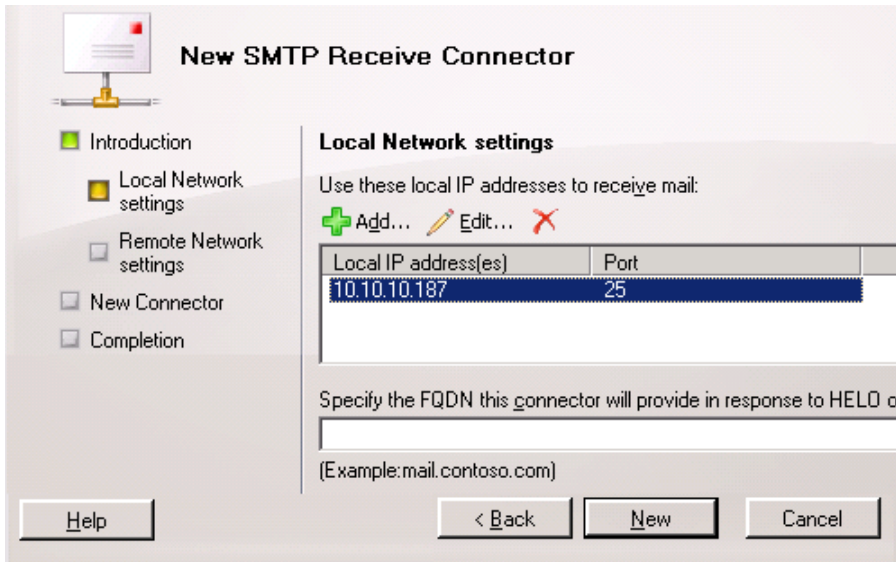 New SMTP Receive Connector
Introduction
Local Network
settings
Remote Network
settings
New Connector
Completion
Local Network settings
Use these local IP addresses to receive mail:
Add... Edit...
Local IP address(es) Port
10.10.10.187 25
Specify the FQDN this connector will provide in response to HELO o
(Example:mail.contoso.com)
Help < Back New Cancel